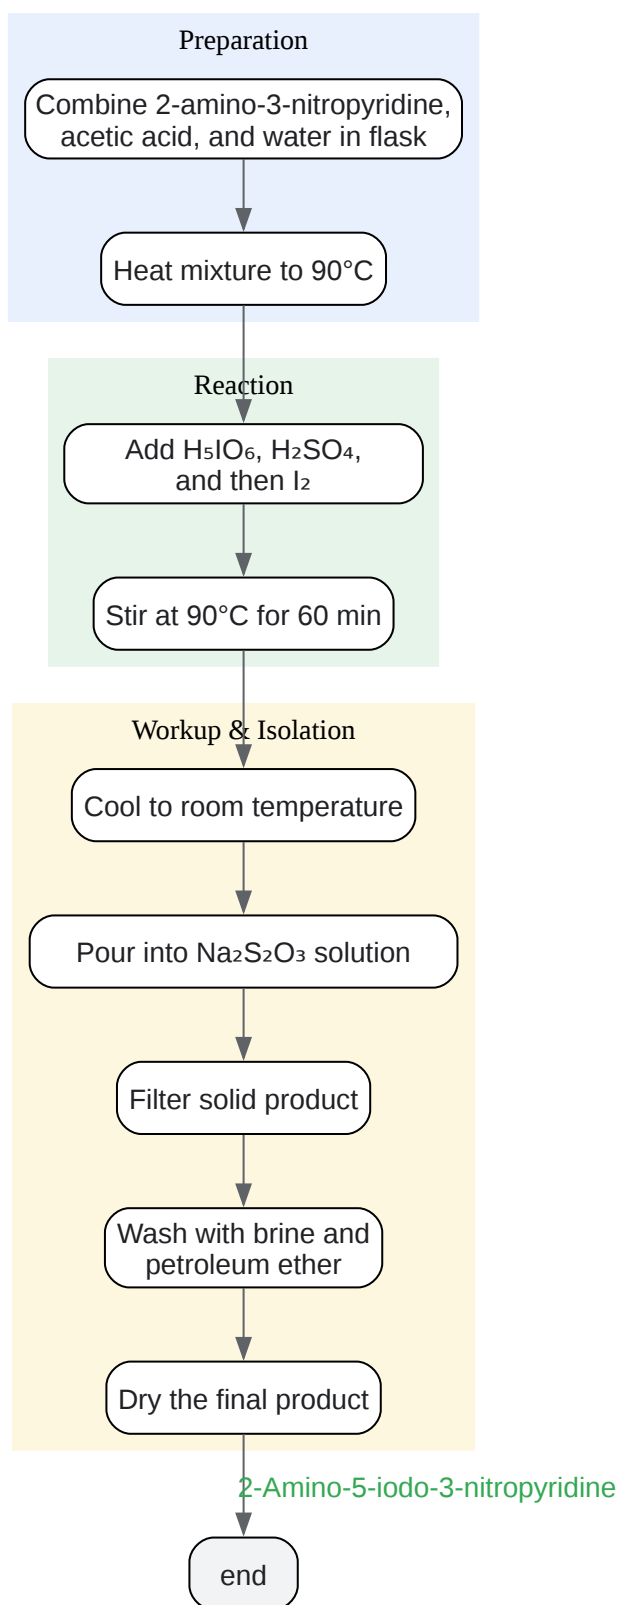 Preparation
Combine 2-amino-3-nitropyridine,
acetic acid, and water in flask
Heat mixture to 90°C
Reaction
Add H₅IO₆, H₂SO₄,
and then I₂
Stir at 90°C for 60 min
Workup & Isolation
Cool to room temperature
Pour into Na₂S₂O₃ solution
Filter solid product
Wash with brine and
petroleum ether
Dry the final product
2-Amino-5-iodo-3-nitropyridine
end